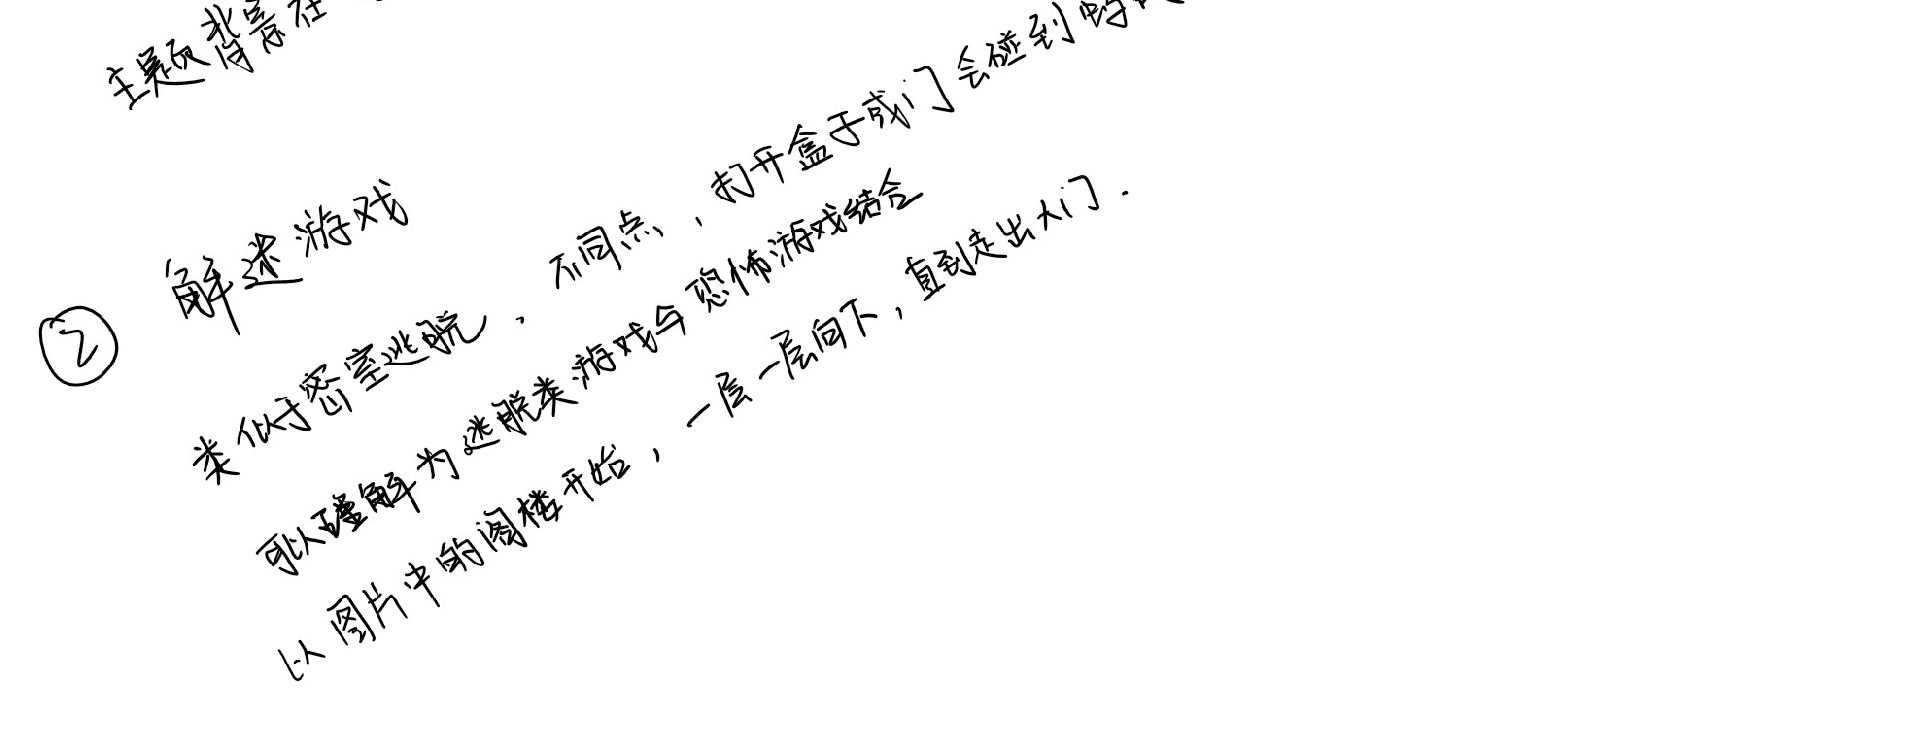 主题背景在
② 解迷游戏
类似于密室逃脱，不同点，打开盒子或门会碰到
可以理解为逃脱类游戏与恐怖游戏结合
以图片中的阁楼开始，一层一层向下，直到走出大门.